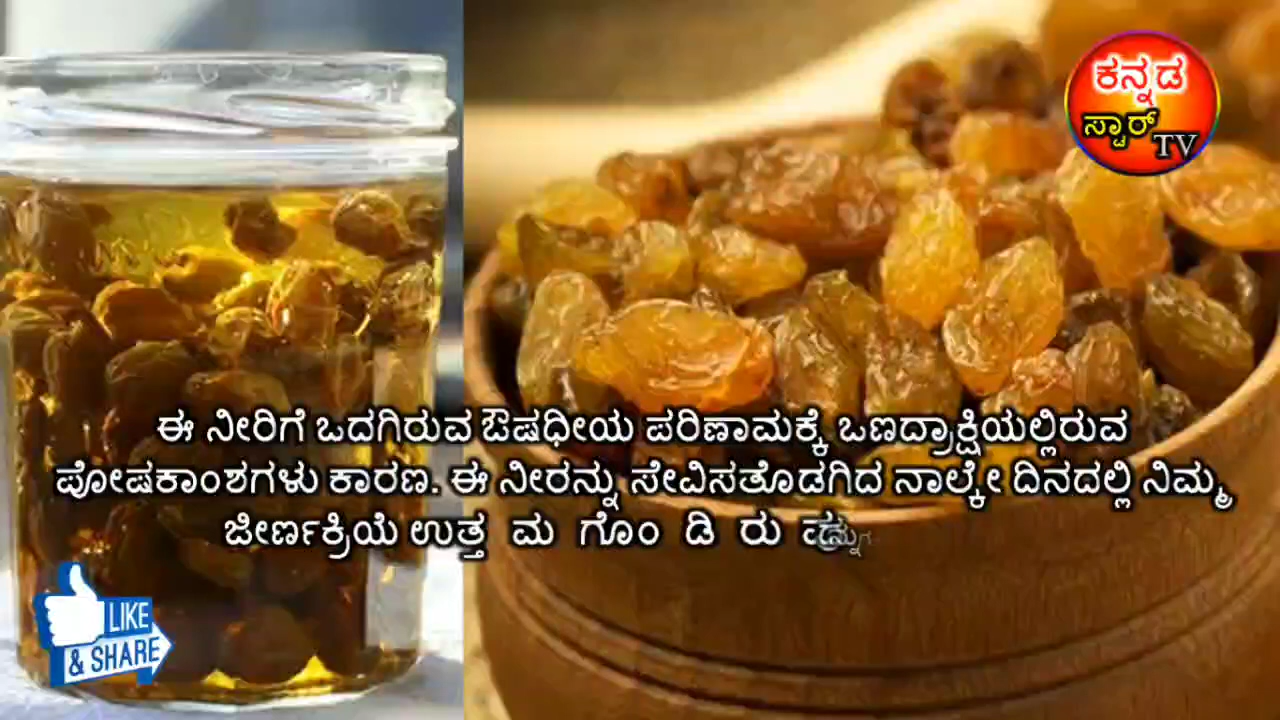 ಕನ್ನಡ
ಸ್ಟಾರ್
TV
ಈ ನೀರಿಗೆ ಒದಗಿರುವ ಔಷಧೀಯ ಪರಿಣಾಮಕ್ಕೆ ಒಣದ್ರಾಕ್ಷಿಯಲ್ಲಿರುವ
ಪೋಷಕಾಂಶಗಳು ಕಾರಣ. ಈ ನೀರನ್ನು ಸೇವಿಸತೊಡಗಿದ ನಾಲ್ಕೇ ದಿನದಲ್ಲಿ ನಿಮ್ಮ
ಜೀರ್ಣಕ್ರಿಯೆ ಉತ್ತ ಮ ಗೊಂ ಡಿ ರು
LIKE
& SHARE